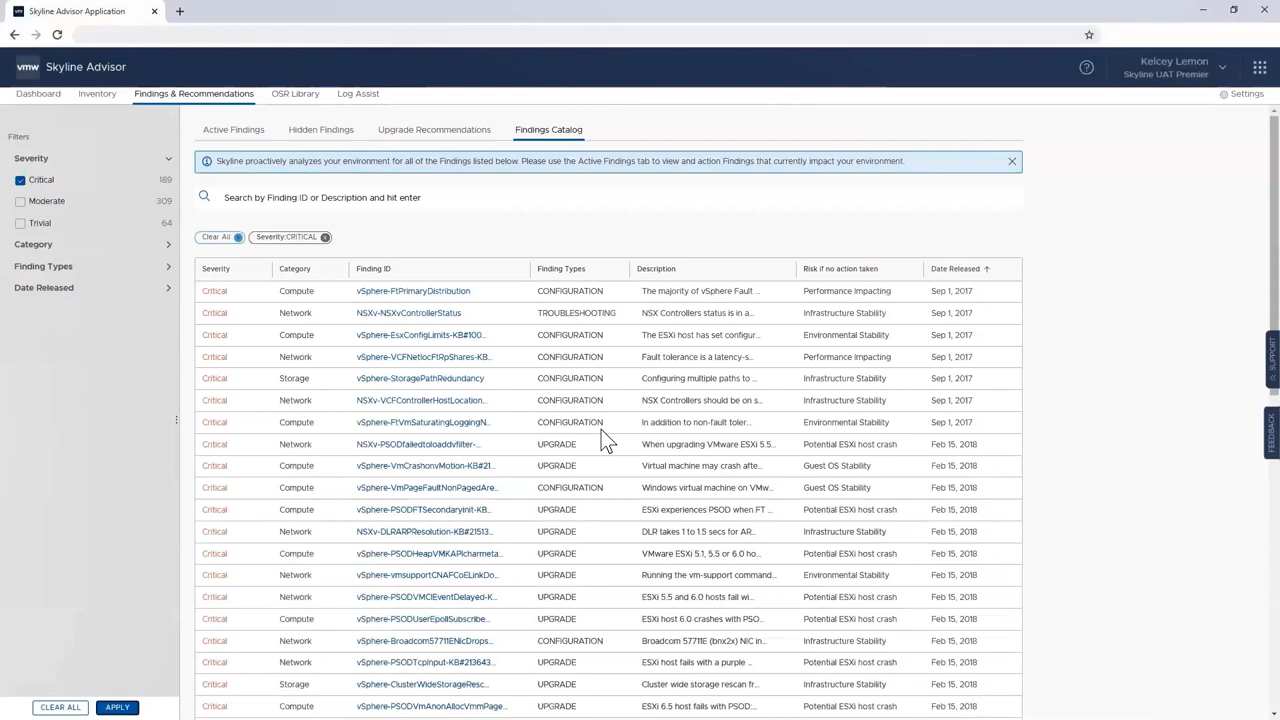 vmw Skyline Advisor Application
vmw Skyline Advisor
Kelcey Lemon
Skyline UAT Premier
Dashboard Inventory Findings & Recommendations OSR Library Log Assist Settings
Filters
Severity
Critical 189
Moderate 309
Trivial 64
Category
Finding Types
Date Released
CLEAR ALL APPLY
Active Findings Hidden Findings Upgrade Recommendations Findings Catalog
Skyline proactively analyzes your environment for all of the Findings listed below. Please use the Active Findings tab to view and action Findings that currently impact your environment.
Search by Finding ID or Description and hit enter
Clear All Severity:CRITICAL
Severity Category Finding ID Finding Types Description Risk if no action taken Date Released
Critical Compute vSphere-FtPrimaryDistribution CONFIGURATION The majority of vSphere Fault ... Performance Impacting Sep 1, 2017
Critical Network NSXv-NSXvControllerStatus TROUBLESHOOTING NSX Controllers status is in a... Infrastructure Stability Sep 1, 2017
Critical Compute vSphere-EsxConfigLimits-KB#100... CONFIGURATION The ESXi host has set configur... Environmental Stability Sep 1, 2017
Critical Network vSphere-VCFNetIocFtRpShares-KB... CONFIGURATION Fault tolerance is a latency-s... Performance Impacting Sep 1, 2017
Critical Storage vSphere-StoragePathRedundancy CONFIGURATION Configuring multiple paths to ... Infrastructure Stability Sep 1, 2017
Critical Network NSXv-VCFControllerHostLocation... CONFIGURATION NSX Controllers should be on s... Infrastructure Stability Sep 1, 2017
Critical Compute vSphere-FtVmSaturatingLoggingN... CONFIGURATION In addition to non-fault toler... Environmental Stability Sep 1, 2017
Critical Network NSXv-PSODfailedtoloaddvfilter-... UPGRADE When upgrading VMware ESXi 5.5... Potential ESXi host crash Feb 15, 2018
Critical Compute vSphere-VmCrashonvMotion-KB#21... UPGRADE Virtual machine may crash afte... Guest OS Stability Feb 15, 2018
Critical Compute vSphere-VmPageFaultNonPagedAre... CONFIGURATION Windows virtual machine on VMw... Guest OS Stability Feb 15, 2018
Critical Compute vSphere-PSODFTSecondaryInit-KB... UPGRADE ESXi experiences PSOD when FT ... Potential ESXi host crash Feb 15, 2018
Critical Network NSXv-DLRARPResolution-KB#21513... UPGRADE DLR takes 1 to 1.5 secs for AR... Infrastructure Stability Feb 15, 2018
Critical Compute vSphere-PSODHeapVMKAPIcharmeta... UPGRADE VMware ESXi 5.1, 5.5 or 6.0 ho... Potential ESXi host crash Feb 15, 2018
Critical Network vSphere-vmsupportCNAFCoELinkDo... UPGRADE Running the vm-support command... Environmental Stability Feb 15, 2018
Critical Network vSphere-PSODVMCIEventDelayed-K... UPGRADE ESXi 5.5 and 6.0 hosts fail wi... Potential ESXi host crash Feb 15, 2018
Critical Compute vSphere-PSODUserEpollSubscribe... UPGRADE ESXi host 6.0 crashes with PSO... Potential ESXi host crash Feb 15, 2018
Critical Network vSphere-Broadcom57711ENicDrops... CONFIGURATION Broadcom 57711E (bnx2x) NIC in... Infrastructure Stability Feb 15, 2018
Critical Network vSphere-PSODTcpInput-KB#213643... UPGRADE ESXi host fails with a purple ... Potential ESXi host crash Feb 15, 2018
Critical Storage vSphere-ClusterWideStorageResc... UPGRADE Cluster wide storage rescan fr... Infrastructure Stability Feb 15, 2018
Critical Compute vSphere-PSODVmAnonAllocVmmPage... UPGRADE ESXi 6.5 host fails with PSOD:... Potential ESXi host crash Feb 15, 2018
SUPPORT
FEEDBACK